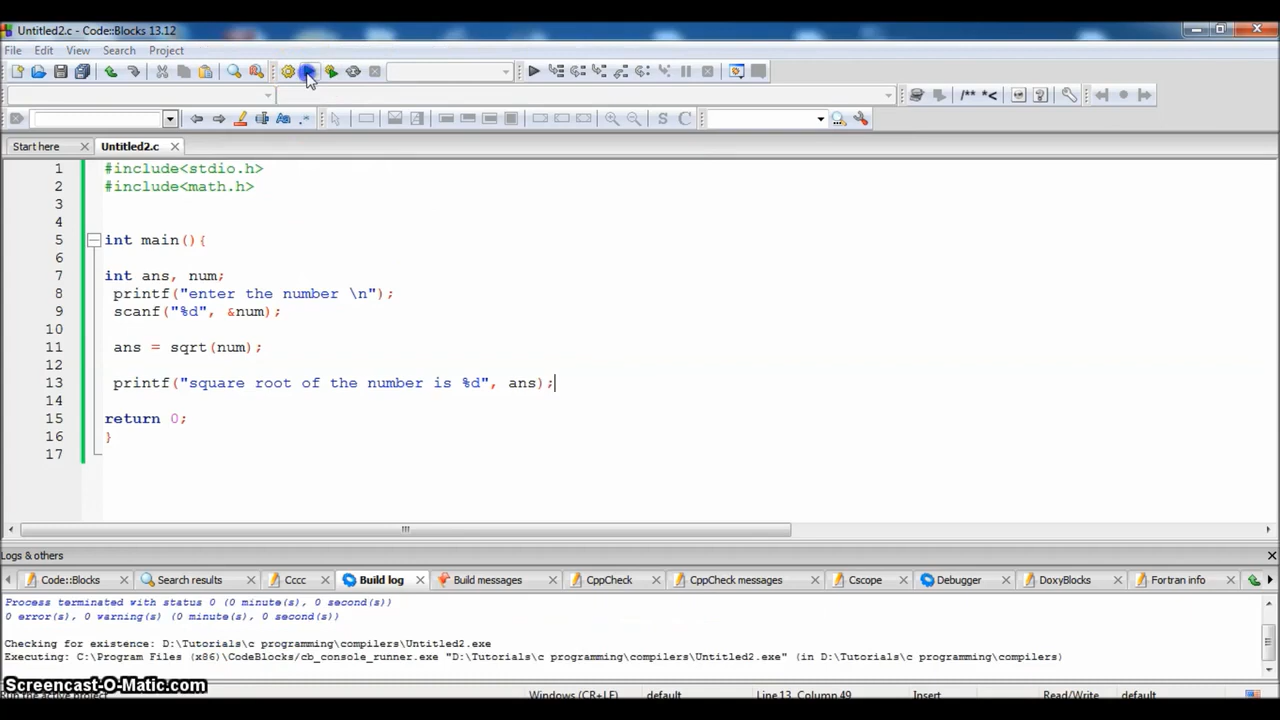 Untitled2.c - Code::Blocks 13.12
File Edit View Search Project
/** *<
Start here Untitled2.c
1 #include<stdio.h>
2 #include<math.h>
3
4
5 int main(){
6
7 int ans, num;
8 printf("enter the number \n");
9 scanf("%d", &num);
10
11 ans = sqrt(num);
12
13 printf("square root of the number is %d", ans);
14
15 return 0;
16 }
17
Logs & others
Code::Blocks Search results Cccc Build log Build messages CppCheck CppCheck messages Cscope Debugger DoxyBlocks Fortran info
Process terminated with status 0 (0 minute(s), 0 second(s))
0 error(s), 0 warning(s) (0 minute(s), 0 second(s))
Checking for existence: D:\Tutorials\c programming\compilers\Untitled2.exe
Executing: C:\Program Files (x86)\CodeBlocks/cb_console_runner.exe "D:\Tutorials\c programming\compilers\Untitled2.exe" (in D:\Tutorials\c programming\compilers)
Screencast-O-Matic.com
Run the active project Windows (CR+LF) default Line 13, Column 49 Insert Read/Write default